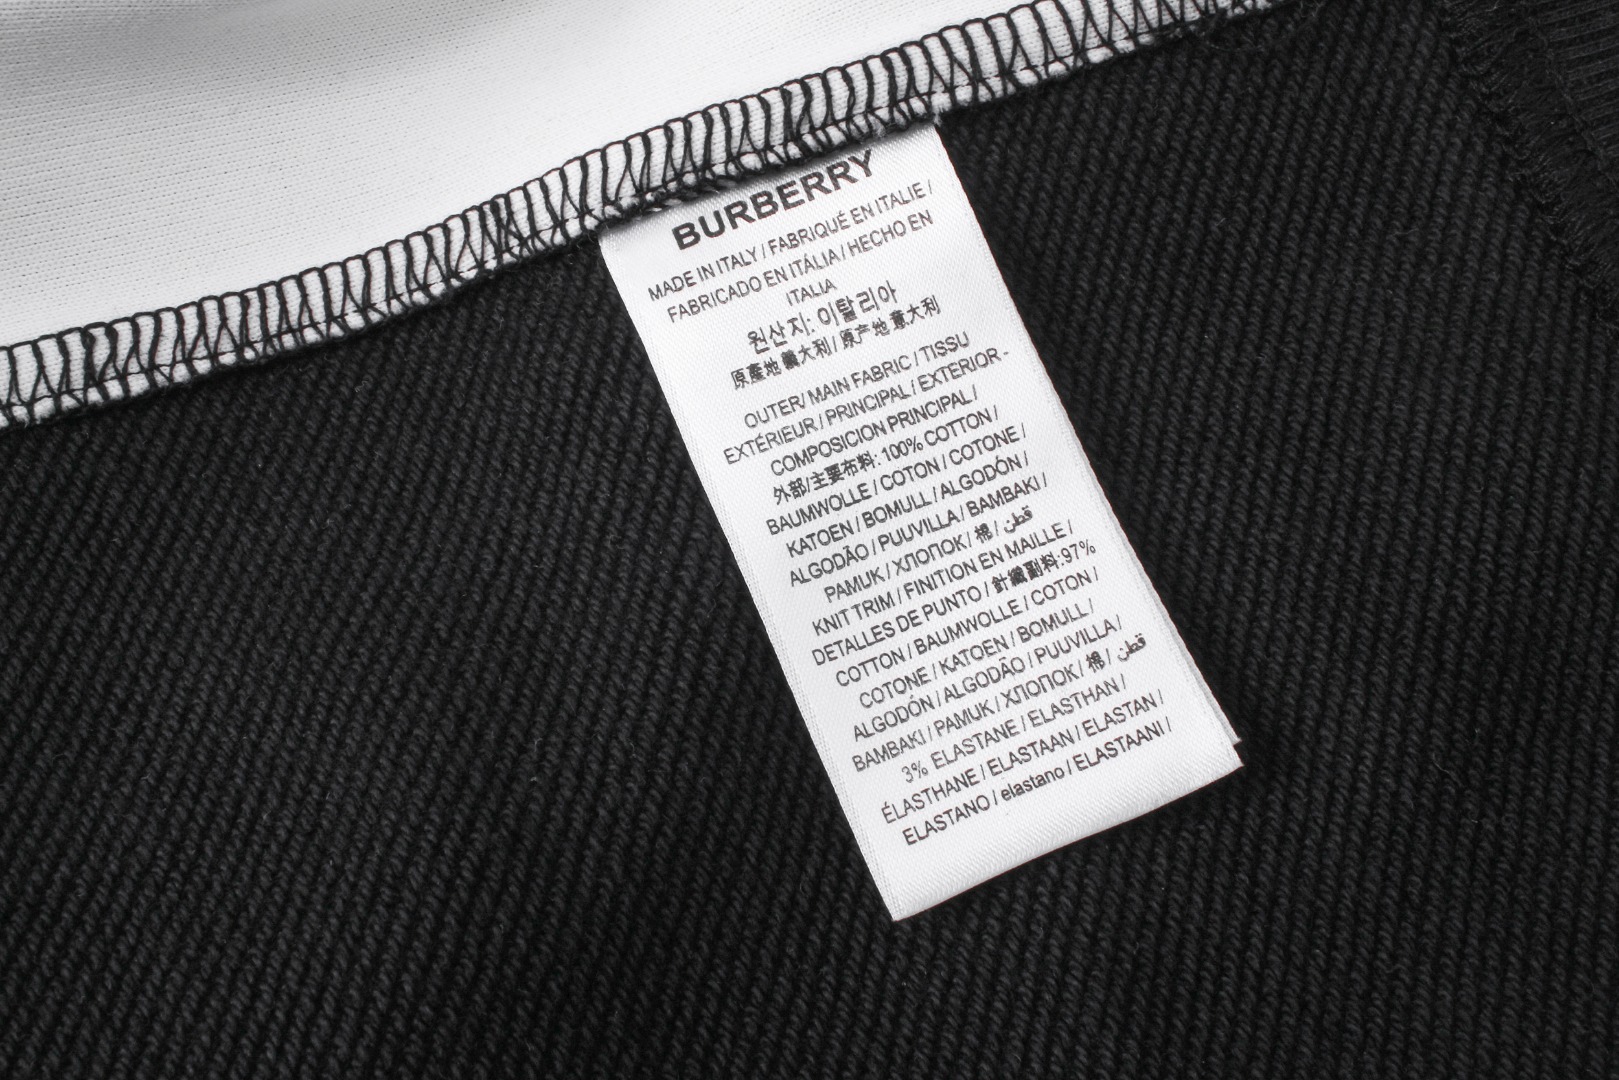 BURBERRY
MADE IN ITALY / FABRIQUÉ EN ITALIE /
FABRICADO EN ITÁLIA / HECHO EN
ITALIA
원산지: 이탈리아
原產地 義大利 / 原产地 意大利
OUTER/ MAIN FABRIC / TISSU
EXTÉRIEUR / PRINCIPAL / EXTERIOR -
COMPOSICION PRINCIPAL /
外部/主要布料: 100% COTTON /
BAUMWOLLE / COTON / COTONE /
KATOEN / BOMULL / ALGODÓN /
ALGODÃO / PUUVILLA / BAMBAKI /
PAMUK / ХЛОПОК / 棉 / قطن
KNIT TRIM / FINITION EN MAILLE /
DETALLES DE PUNTO / 針織副料:97%
COTTON / BAUMWOLLE / COTON /
COTONE / KATOEN / BOMULL /
ALGODÓN / ALGODÃO / PUUVILLA /
BAMBAKI / PAMUK / ХЛОПОК / 棉 / قطن
3% ELASTANE / ELASTHAN /
ÉLASTHANE / ELASTAAN / ELASTAN /
ELASTANO / elastano / ELASTAANI /